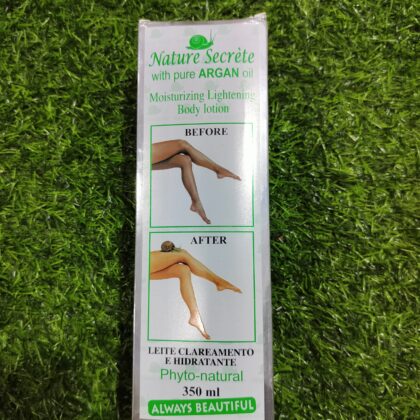 Nature Secrète
with pure ARGAN oil
Moisturizing Lightening
Body lotion
BEFORE
AFTER
LEITE CLAREAMENTO
E HIDRATANTE
Phyto-natural
350 ml
ALWAYS BEAUTIFUL